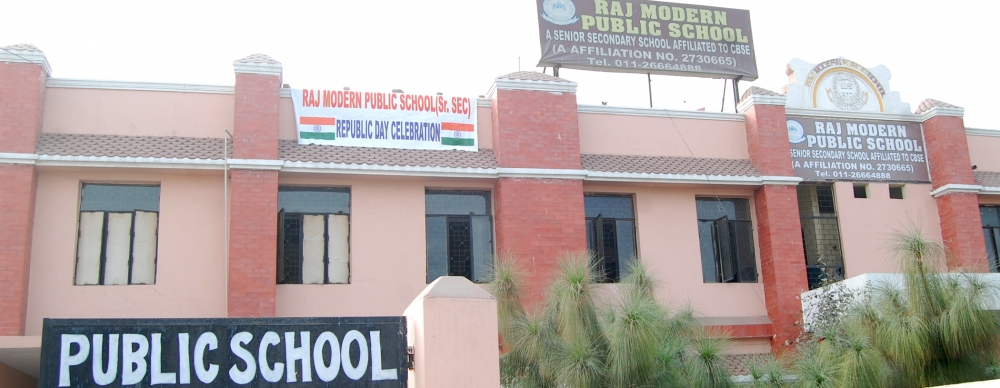 RAJ MODERN
PUBLIC SCHOOL
A SENIOR SECONDARY SCHOOL AFFILIATED TO CBSE
(A AFFILIATION NO. 2730665)
Tel. 011-26664888
RAJ MODERN PUBLIC SCHOOL(Sr. SEC)
REPUBLIC DAY CELEBRATION
RAJ MODERN
PUBLIC SCHOOL
SENIOR SECONDARY SCHOOL AFFILIATED TO CBSE
(A AFFILIATION NO. 2730665)
Tel. 011-26664888
PUBLIC SCHOOL